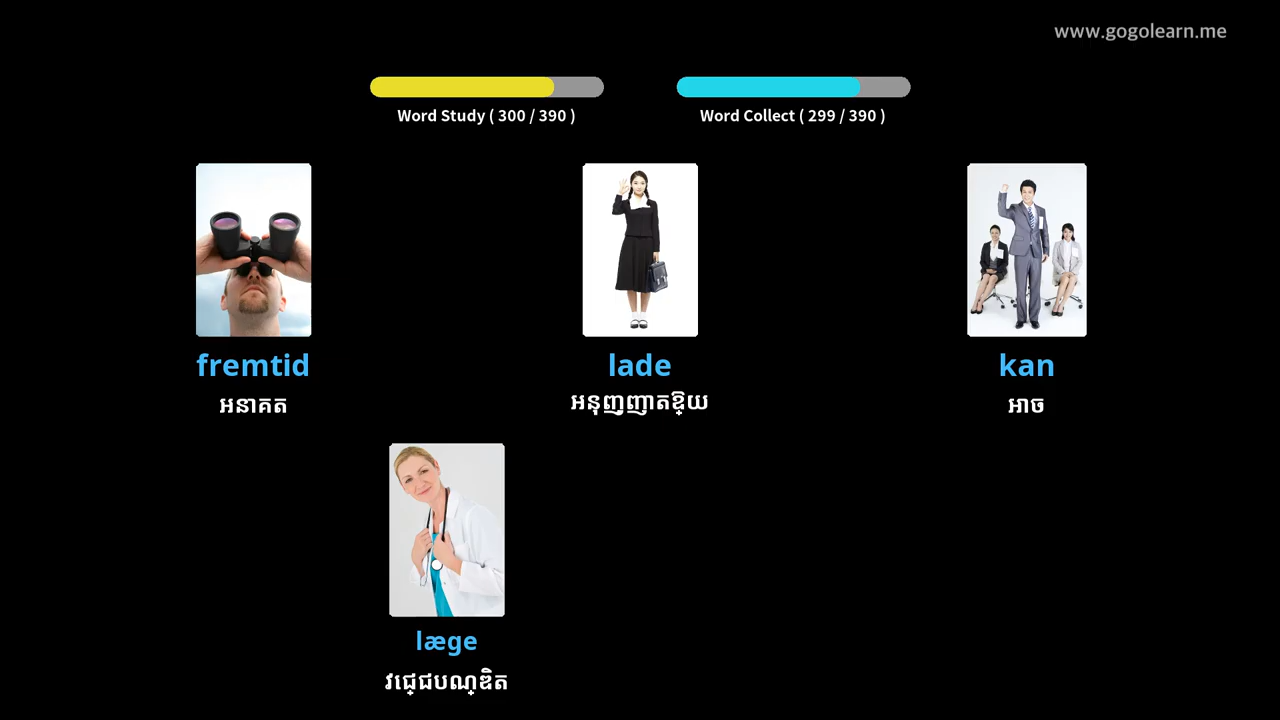 www.gogolearn.me
Word Study ( 300 / 390 )
Word Collect ( 299 / 390 )
fremtid
lade
kan
អនាគត
អនុញ្ញាតឱ្យ
អាច
læge
វេជ្ជបណ្ឌិត